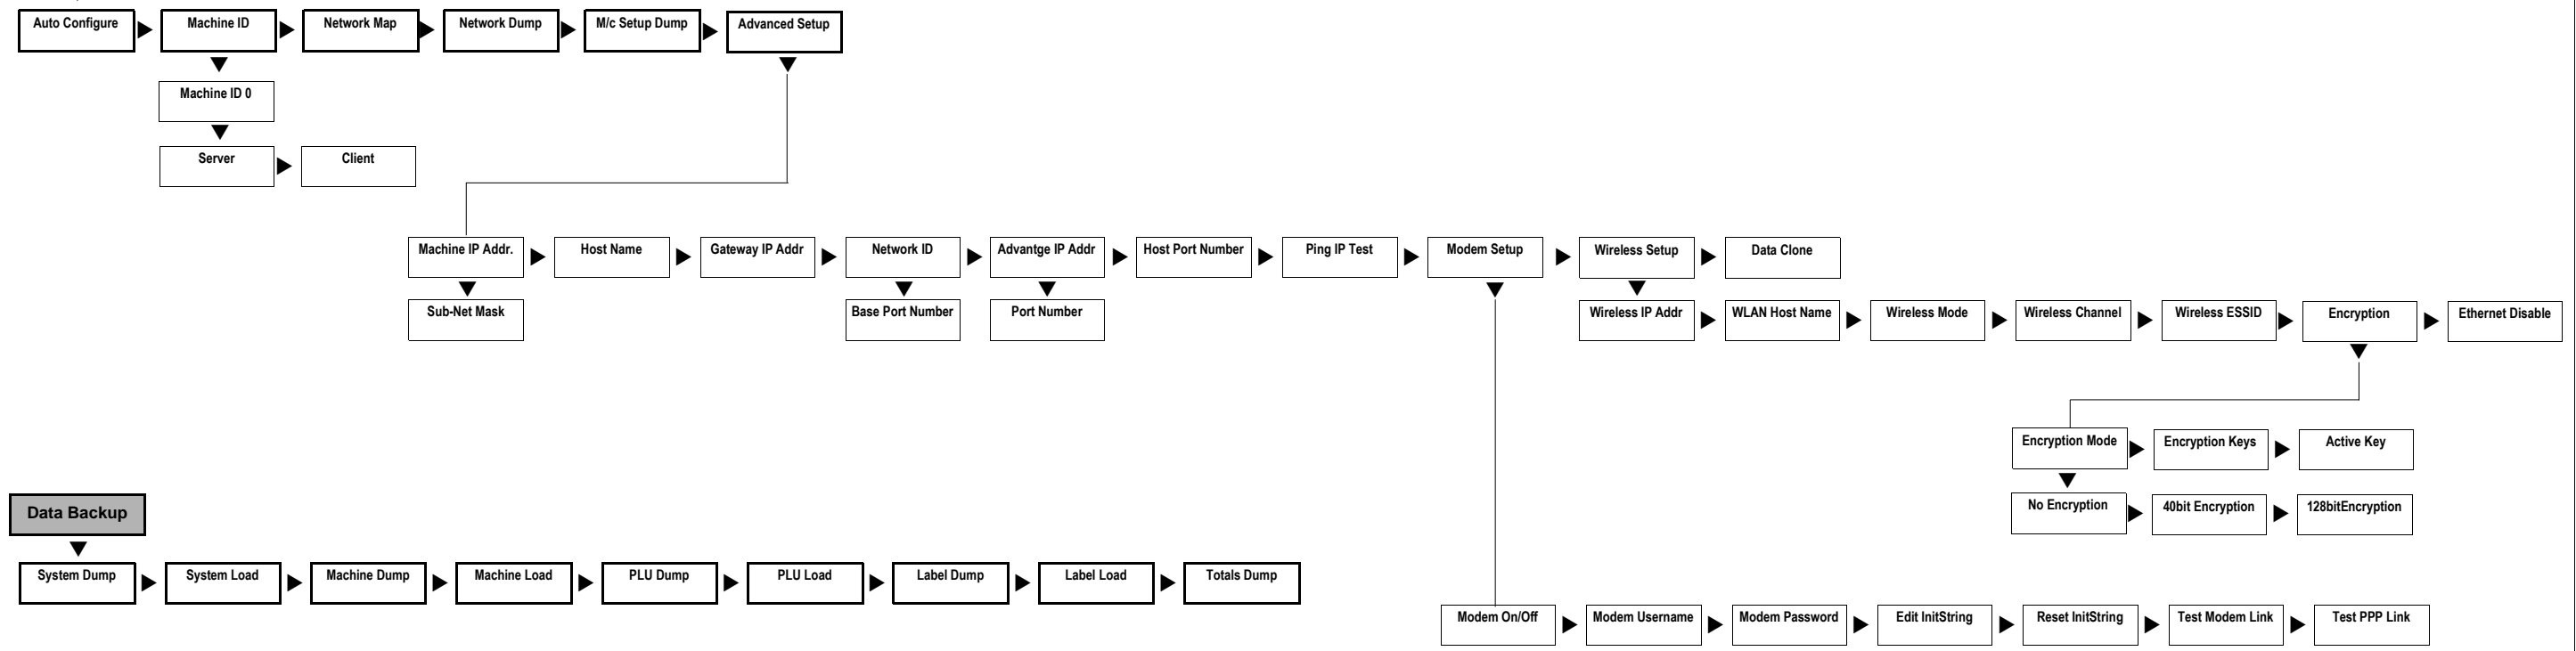 Auto Configure
Machine ID
Network Map
Network Dump
M/c Setup Dump
Advanced Setup
Machine ID 0
Server
Client
Machine IP Addr.
Host Name
Gateway IP Addr
Network ID
Advantge IP Addr
Host Port Number
Ping IP Test
Modem Setup
Wireless Setup
Data Clone
Sub-Net Mask
Base Port Number
Port Number
Wireless IP Addr
WLAN Host Name
Wireless Mode
Wireless Channel
Wireless ESSID
Encryption
Ethernet Disable
Encryption Mode
Encryption Keys
Active Key
No Encryption
40bit Encryption
128bitEncryption
Data Backup
System Dump
System Load
Machine Dump
Machine Load
PLU Dump
PLU Load
Label Dump
Label Load
Totals Dump
Modem On/Off
Modem Username
Modem Password
Edit InitString
Reset InitString
Test Modem Link
Test PPP Link